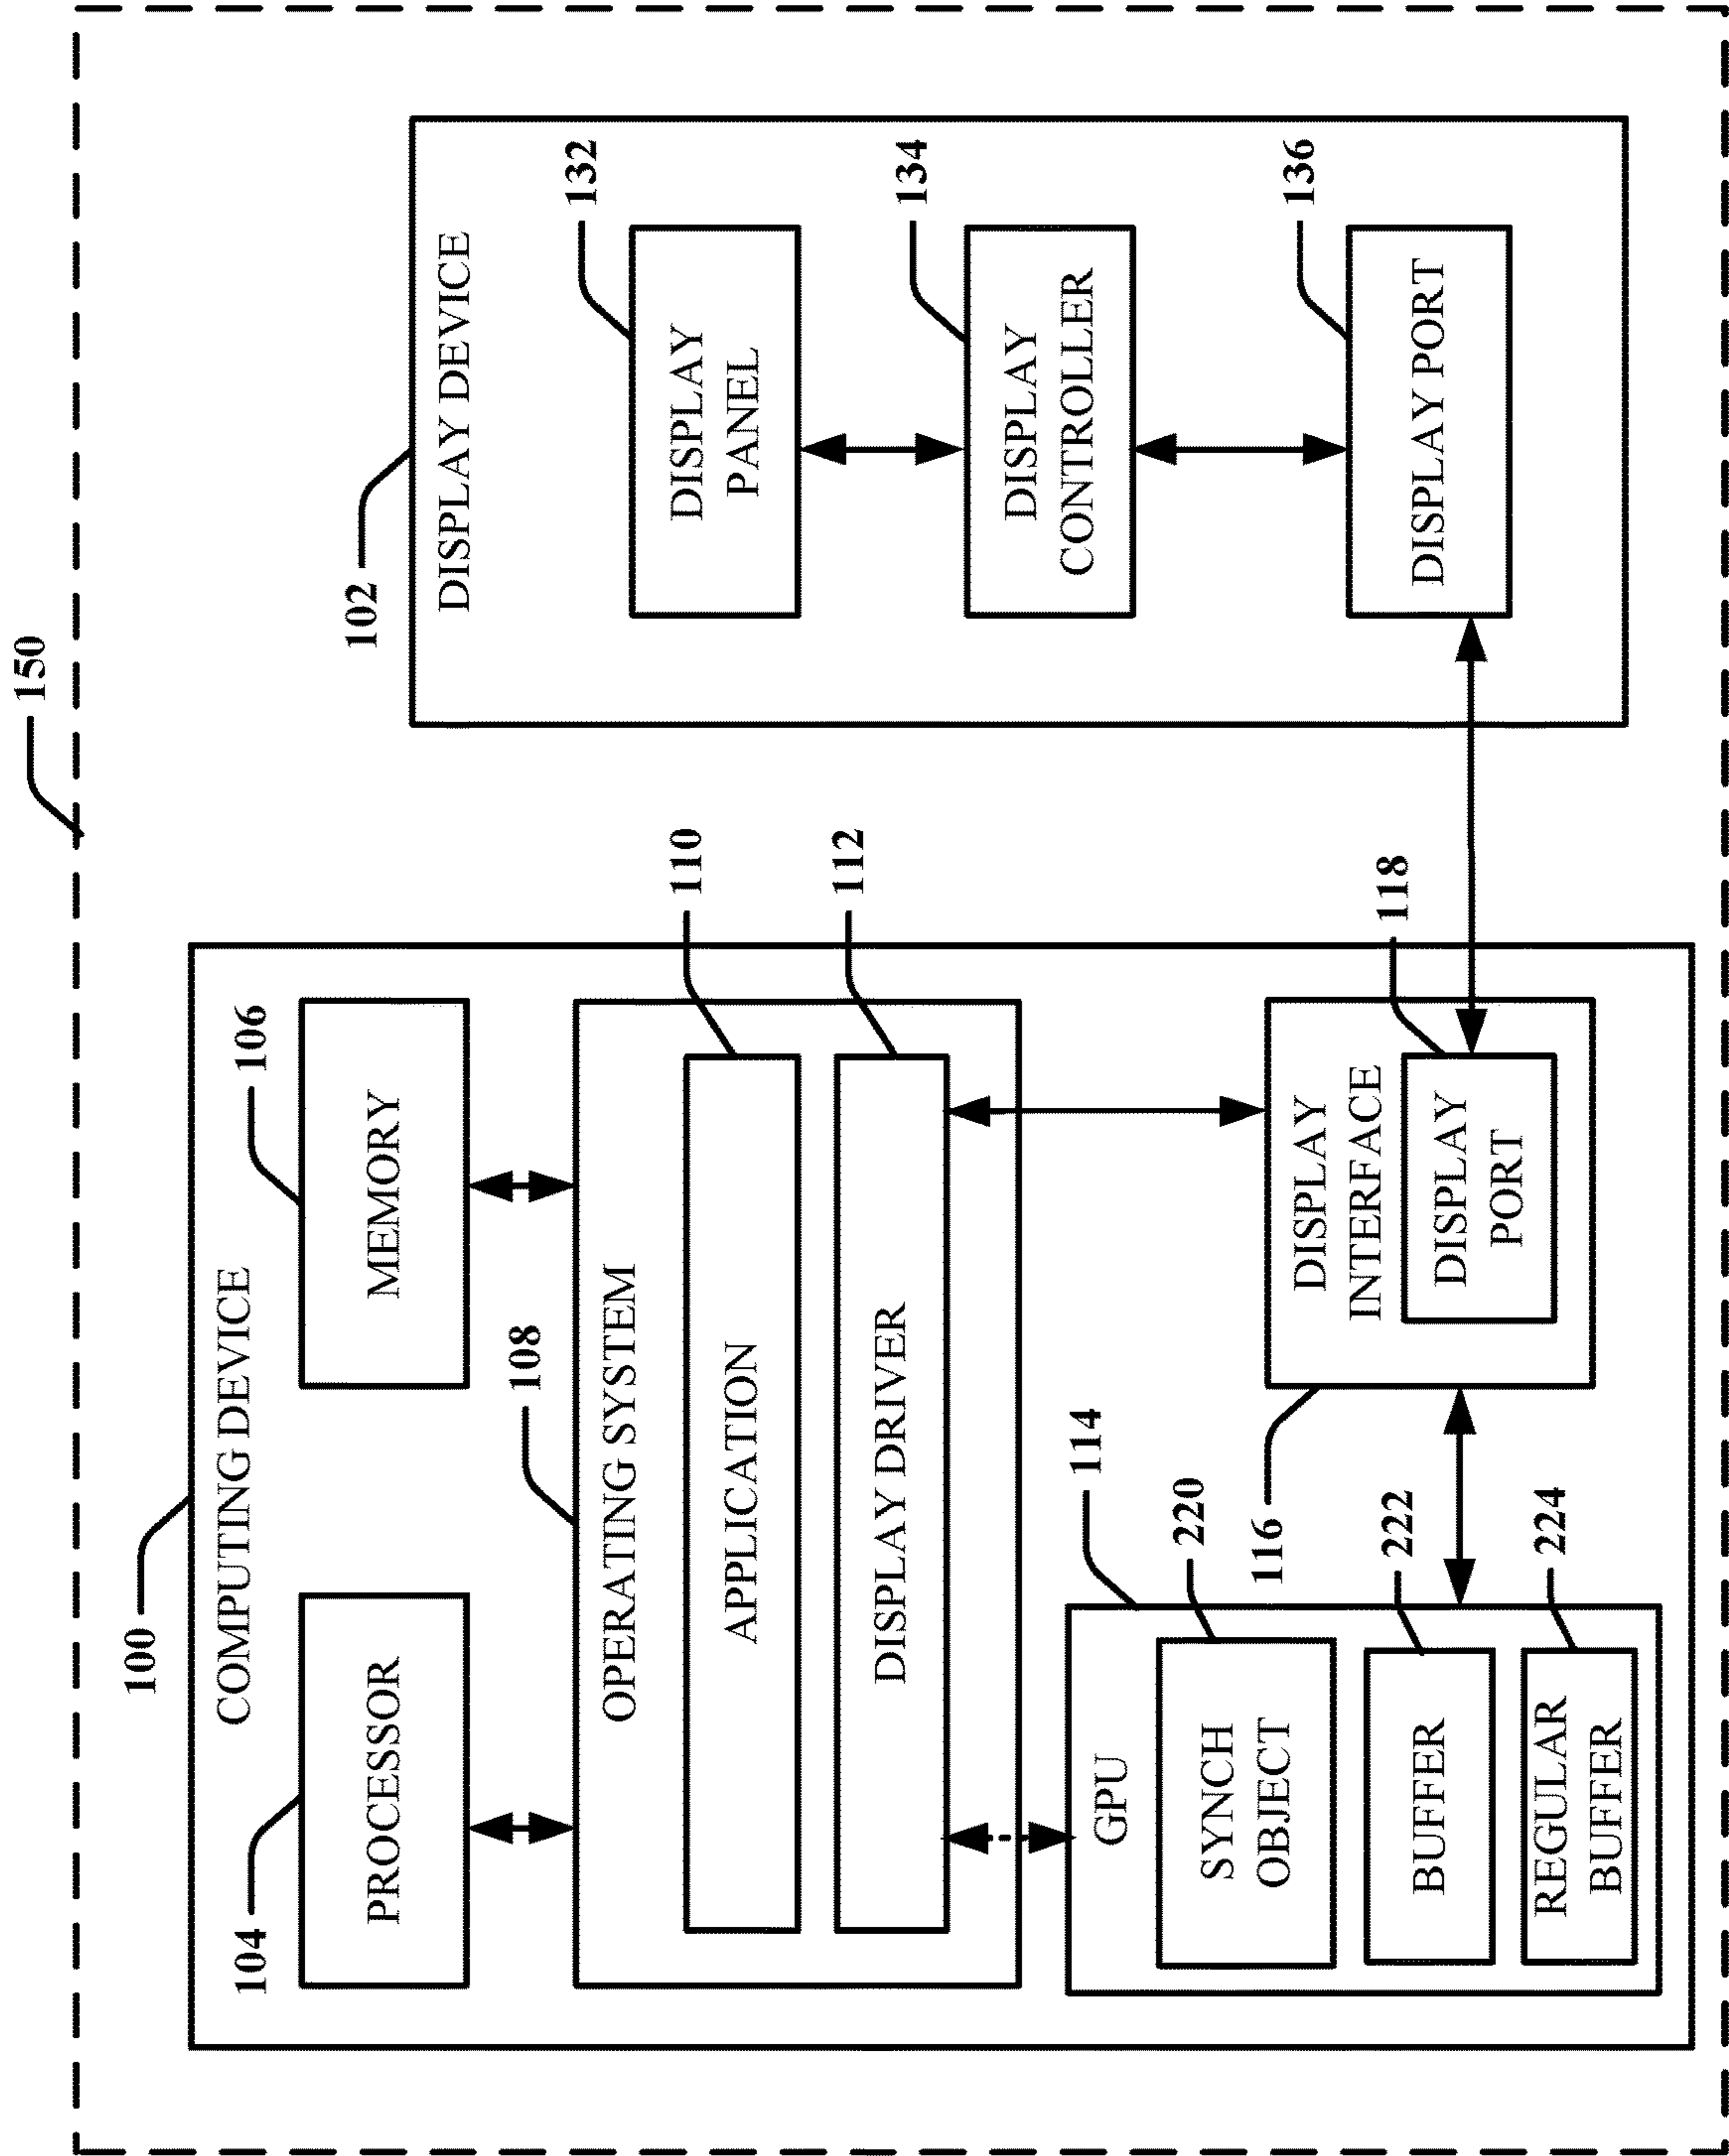 150
100
COMPUTING DEVICE
104
PROCESSOR
106
MEMORY
108
OPERATING SYSTEM
110
APPLICATION
112
DISPLAY DRIVER
114
GPU
220
SYNCH
OBJECT
222
BUFFER
224
REGULAR
BUFFER
116
DISPLAY
INTERFACE
118
DISPLAY
PORT
102
DISPLAY DEVICE
132
DISPLAY
PANEL
134
DISPLAY
CONTROLLER
136
DISPLAY PORT